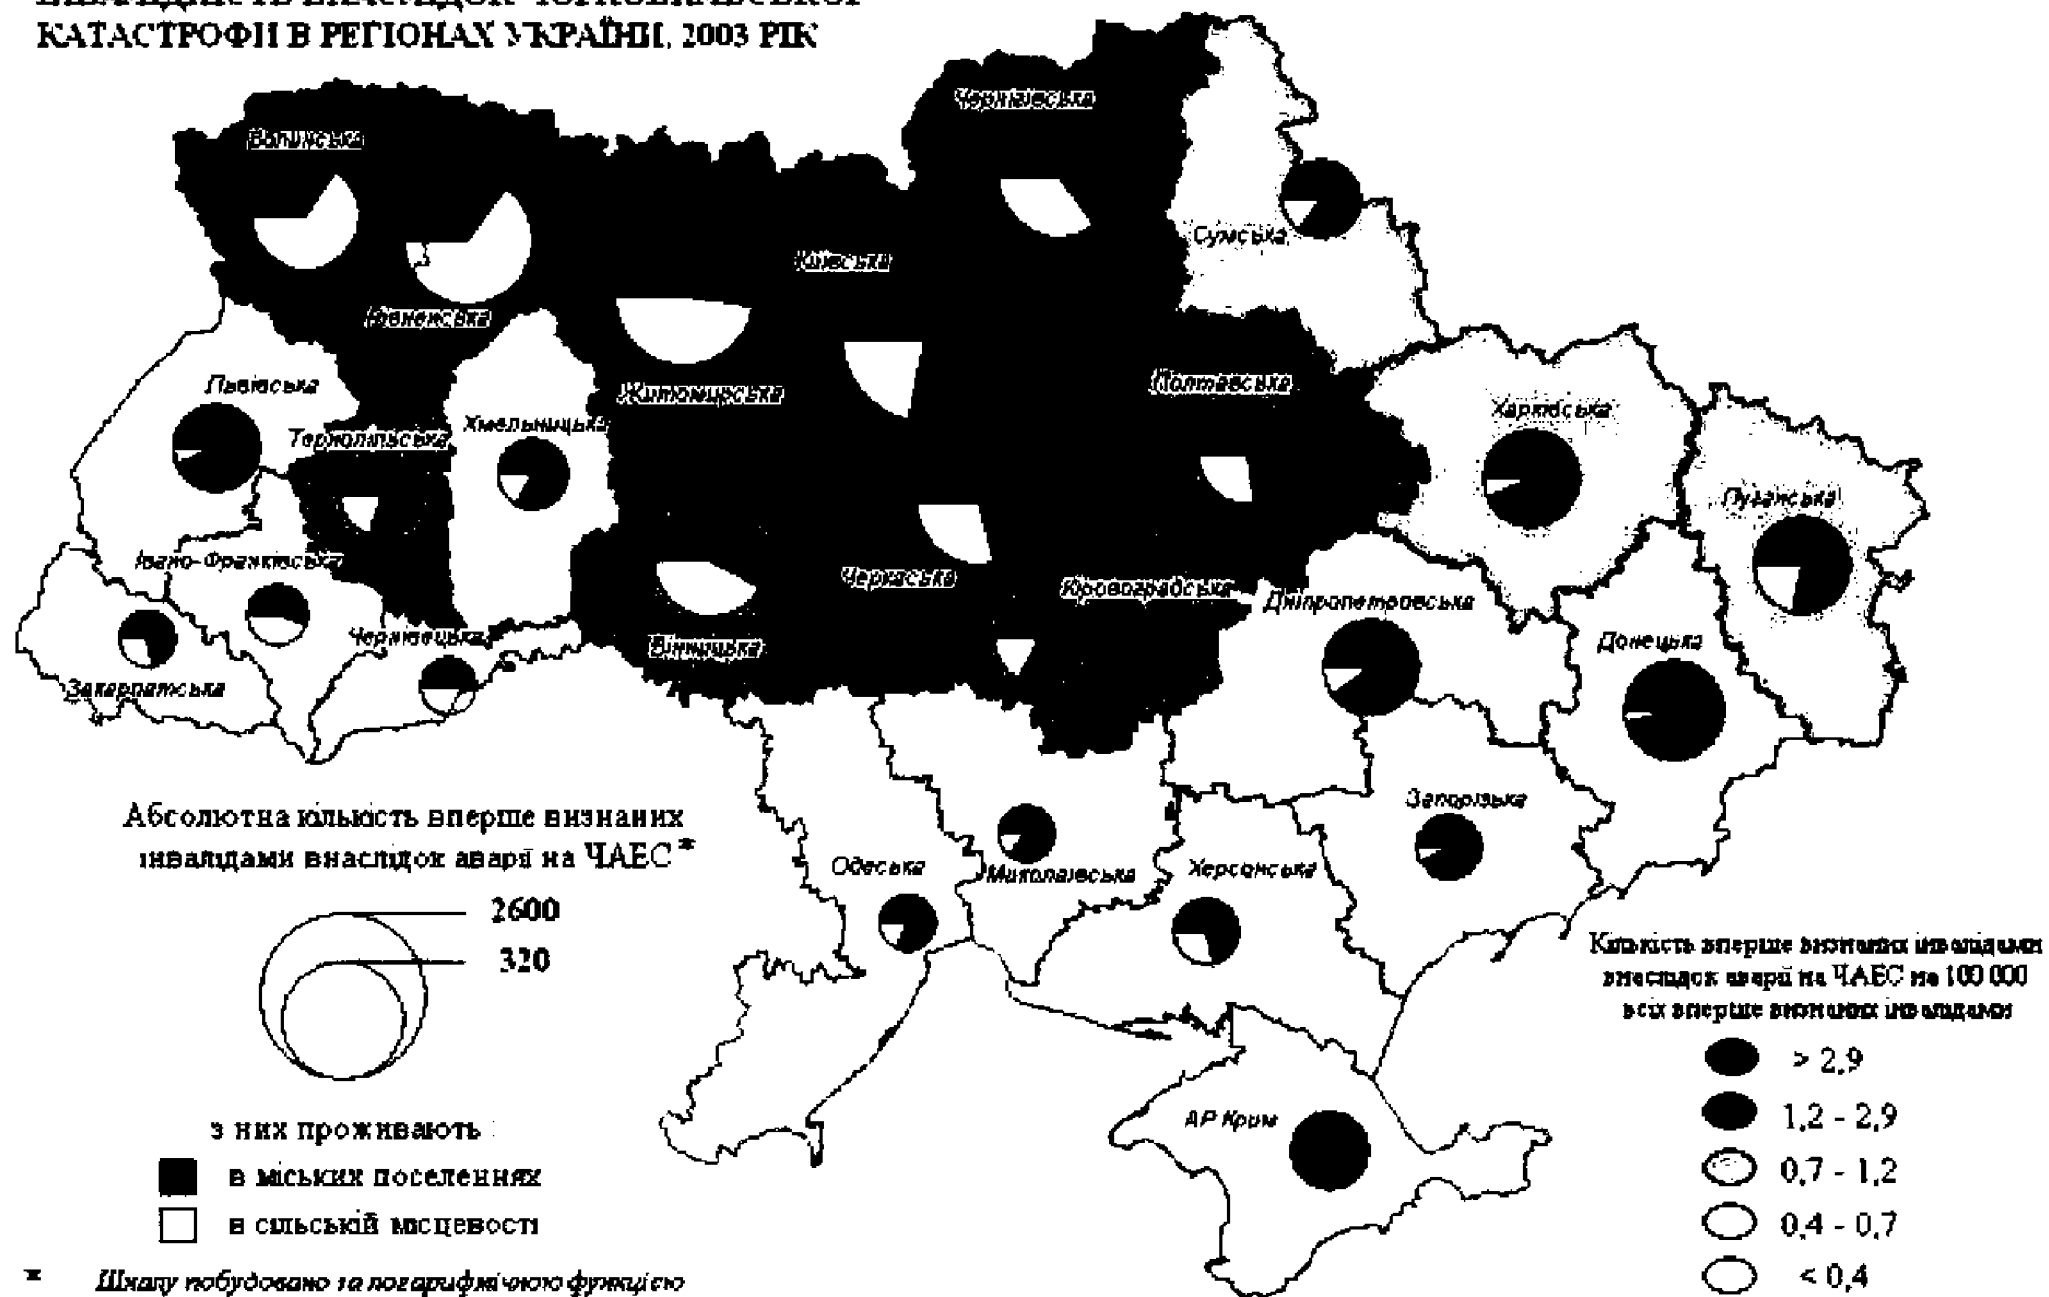 КАТАСТРОФИ В РЕГІОНАХ УКРАЇНИ, 2003 РІК
Чернігівська
Волинська
Сумська
Київська
Рівненська
Львівська
Житомирська
Полтавська
Харківська
Тернопільська
Хмельницька
Луганська
Івано-Франківська
Черкаська
Кіровоградська
Дніпропетровська
Чернівецька
Вінницька
Донецька
Закарпатська
Запорізька
Одеська
Миколаївська
Херсонська
АР Крим
Абсолютна кількість вперше визнаних
інвалідами внаслідок аварії на ЧАЕС *
2600
320
з них проживають :
в міських поселеннях
в сільській місцевості
* Шкалу побудовано за логарифмічною функцією
Кількість вперше визнаних інвалідами
внаслідок аварії на ЧАЕС на 100 000
всіх вперше визнаних інвалідами
> 2,9
1,2 - 2,9
0,7 - 1,2
0,4 - 0,7
< 0,4